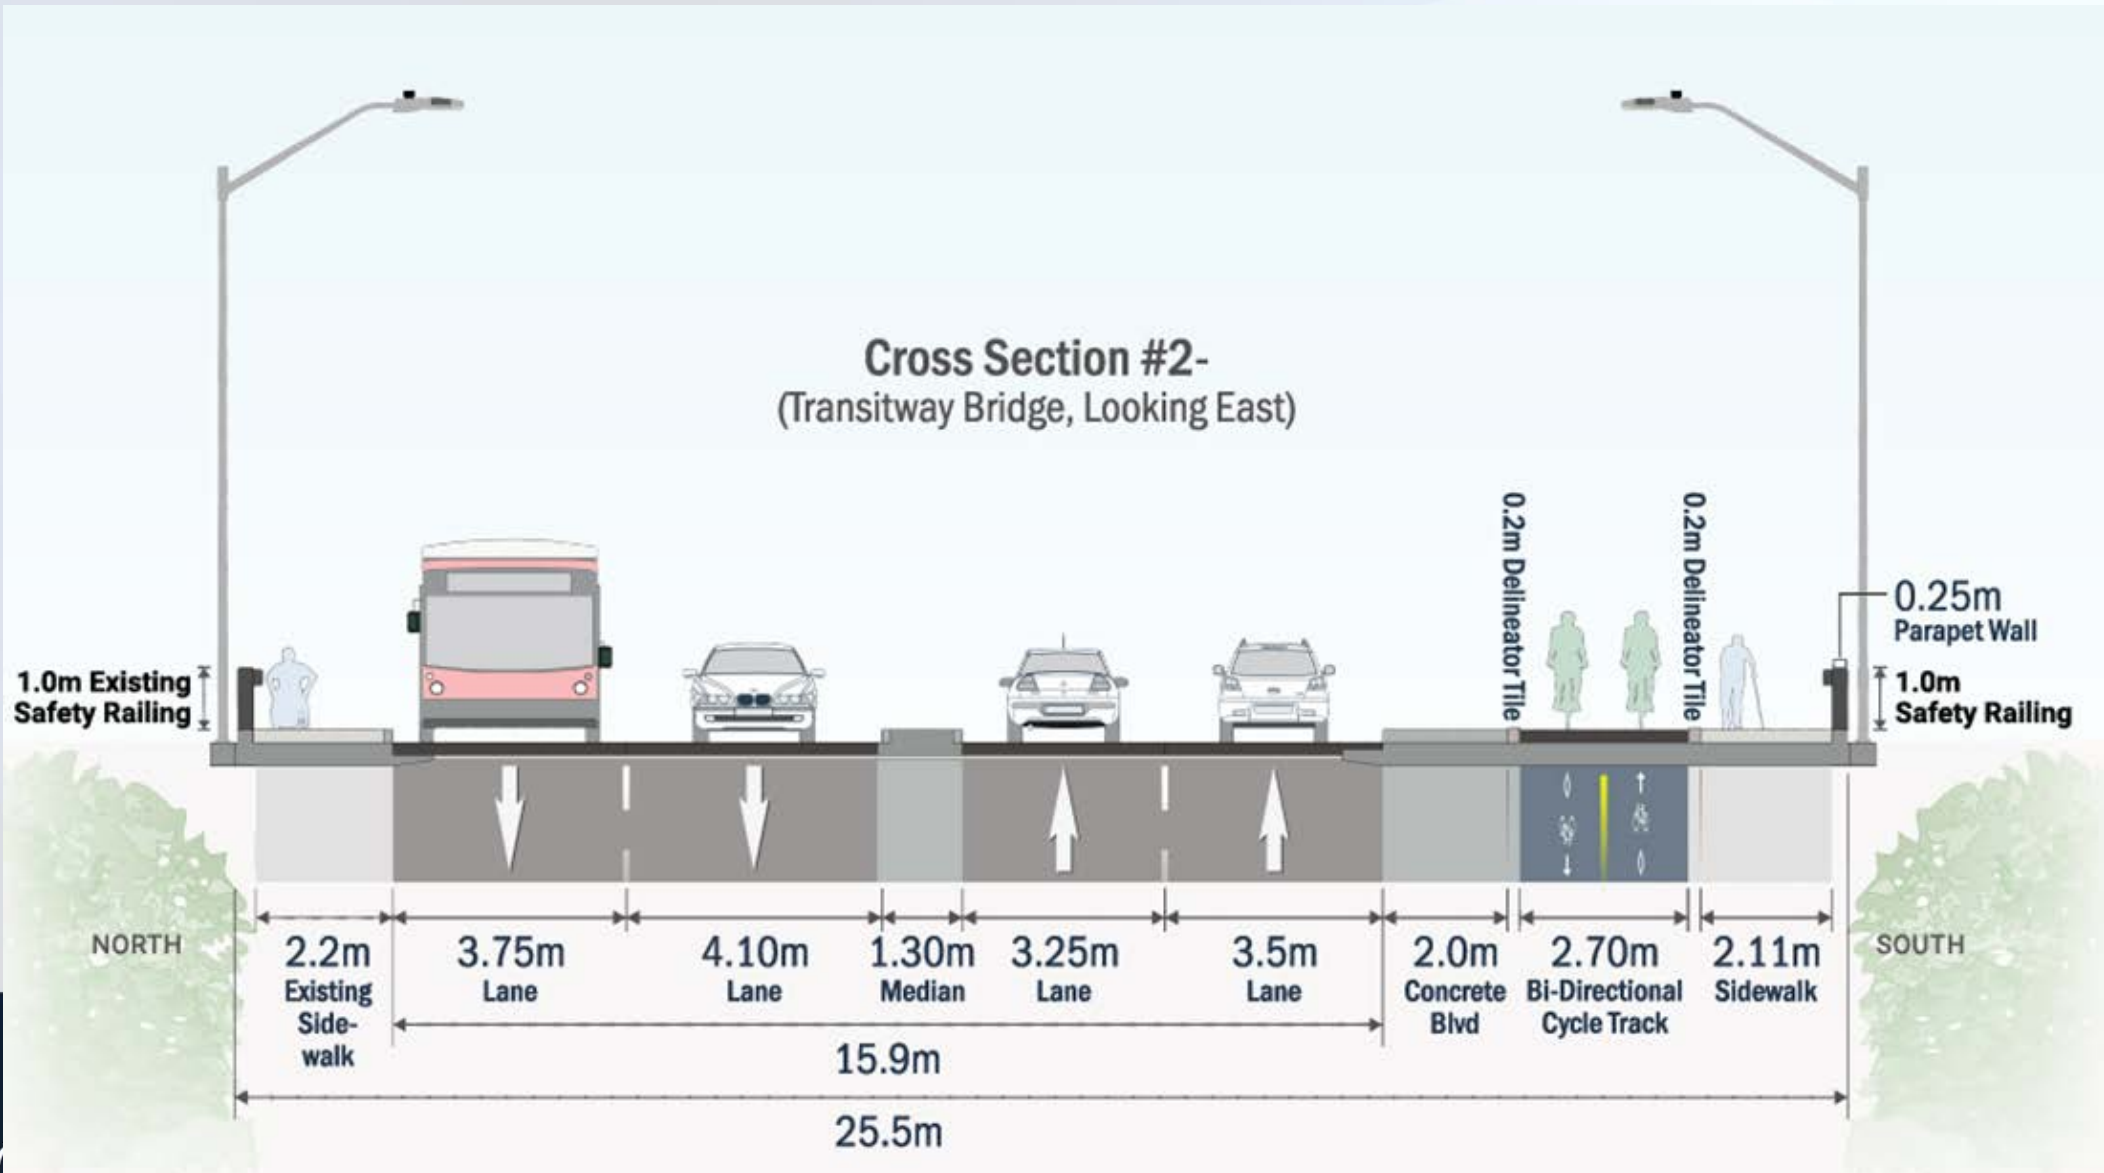 Cross Section #2-
(Transitway Bridge, Looking East)
0.2m Delineator Tile
0.2m Delineator Tile
0.25m
Parapet Wall
1.0m Existing
Safety Railing
1.0m
Safety Railing
NORTH
2.2m
Existing
Side-
walk
3.75m
Lane
4.10m
Lane
1.30m
Median
3.25m
Lane
3.5m
Lane
2.0m
Concrete
Blvd
2.70m
Bi-Directional
Cycle Track
2.11m
Sidewalk
SOUTH
15.9m
25.5m